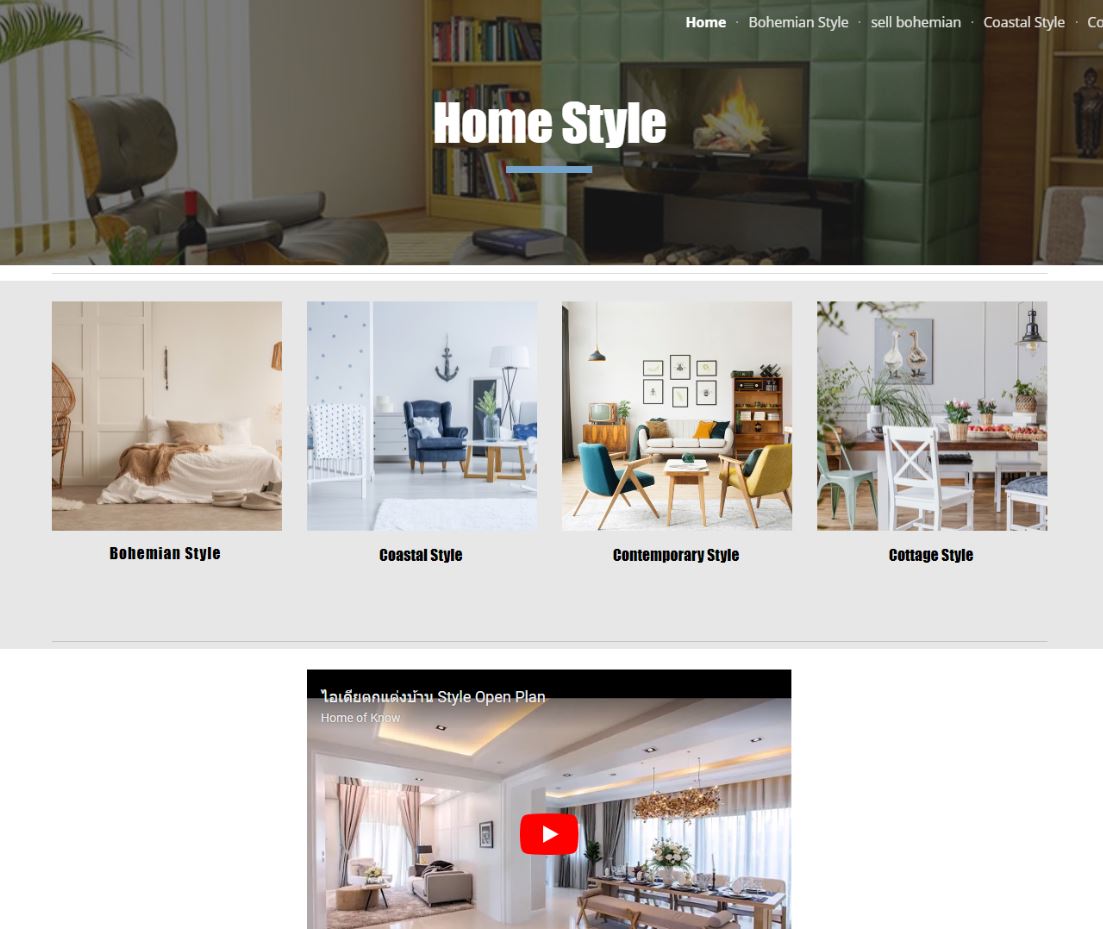 Home · Bohemian Style · sell bohemian · Coastal Style · Co
Home Style
Bohemian Style
Coastal Style
Contemporary Style
Cottage Style
ไอเดียตกแต่งบ้าน Style Open Plan
Home of Know